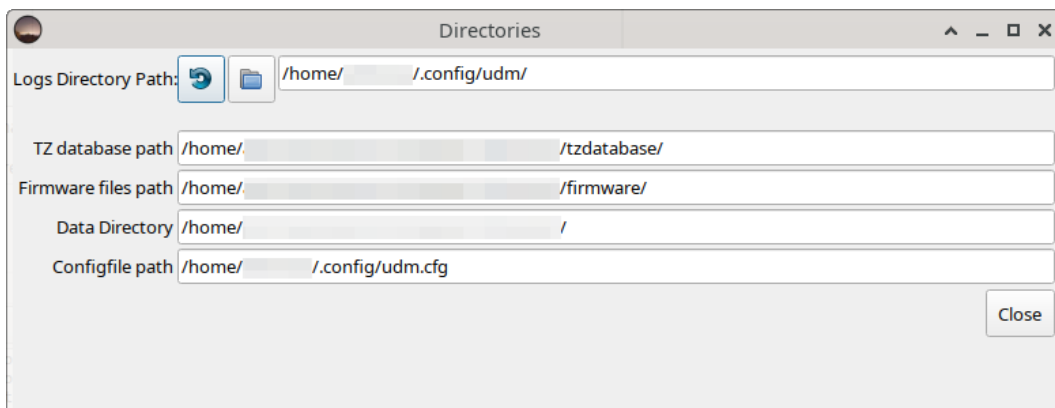 Directories
Logs Directory Path: /home/ /.config/udm/
TZ database path /home/ /tzdatabase/
Firmware files path /home/ /firmware/
Data Directory /home/ /
Configfile path /home/ /.config/udm.cfg
Close